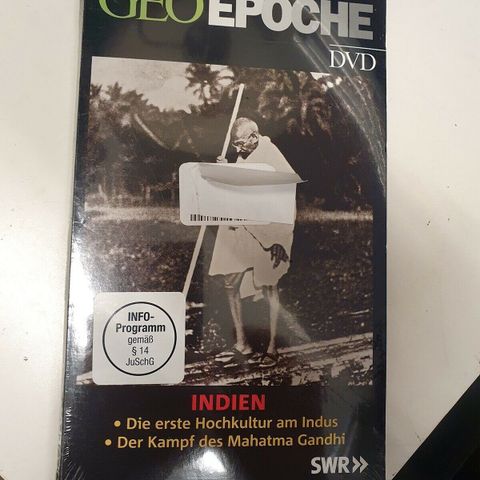 GEO EPOCHE
DVD
INFO-
Programm
gemäß
§ 14
JuSchG
INDIEN
• Die erste Hochkultur am Indus
• Der Kampf des Mahatma Gandhi
SWR»